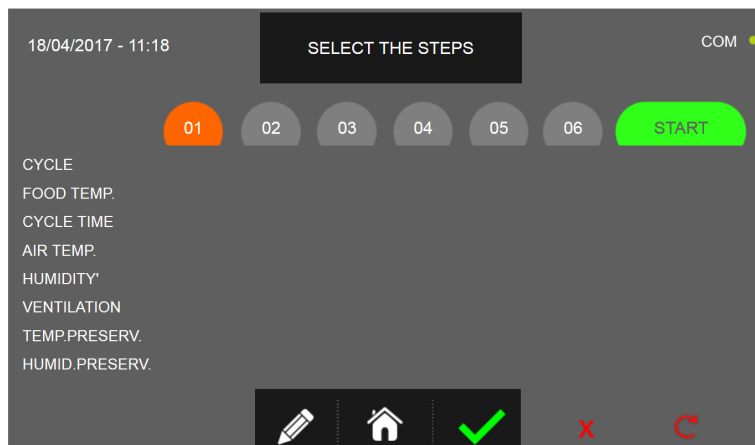 18/04/2017 - 11:18
SELECT THE STEPS
COM
01 02 03 04 05 06 START
CYCLE
FOOD TEMP.
CYCLE TIME
AIR TEMP.
HUMIDITY'
VENTILATION
TEMP.PRESERV.
HUMID.PRESERV.
X